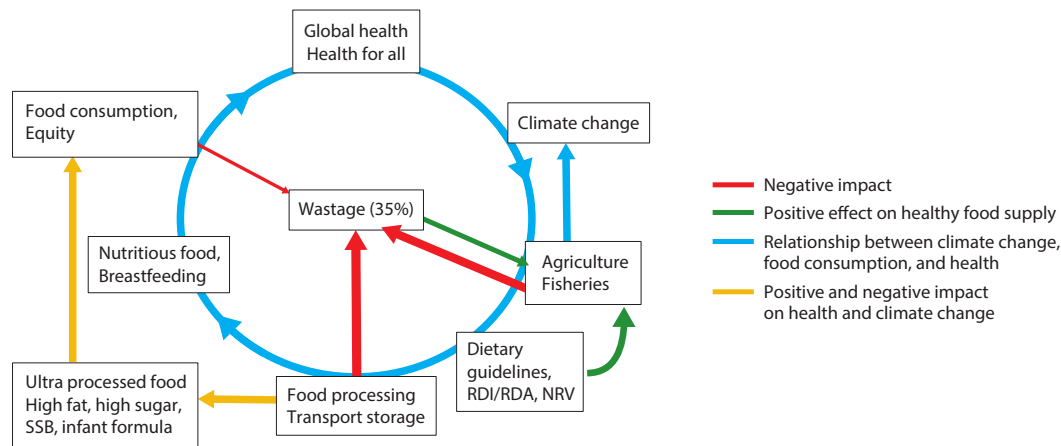 Global health
Health for all
Food consumption,
Equity
Climate change
Wastage (35%)
Nutritious food,
Breastfeeding
Agriculture
Fisheries
Dietary
guidelines,
RDI/RDA, NRV
Ultra processed food
High fat, high sugar,
SSB, infant formula
Food processing
Transport storage
Negative impact
Positive effect on healthy food supply
Relationship between climate change,
food consumption, and health
Positive and negative impact
on health and climate change